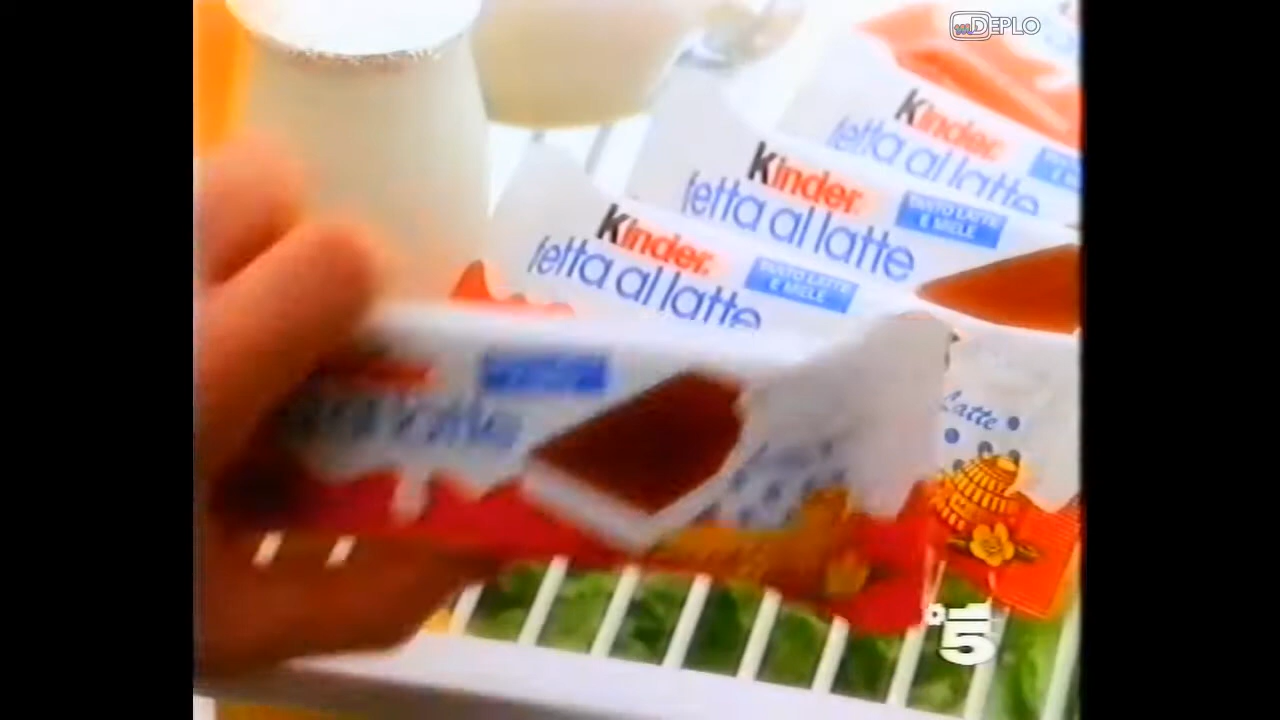 DEPLO
Kinder
fetta al latte
Kinder
fetta al latte
GUSTO LATTE
E MIELE
Kinder
fetta al latte
GUSTO LATTE
E MIELE
Latte
5